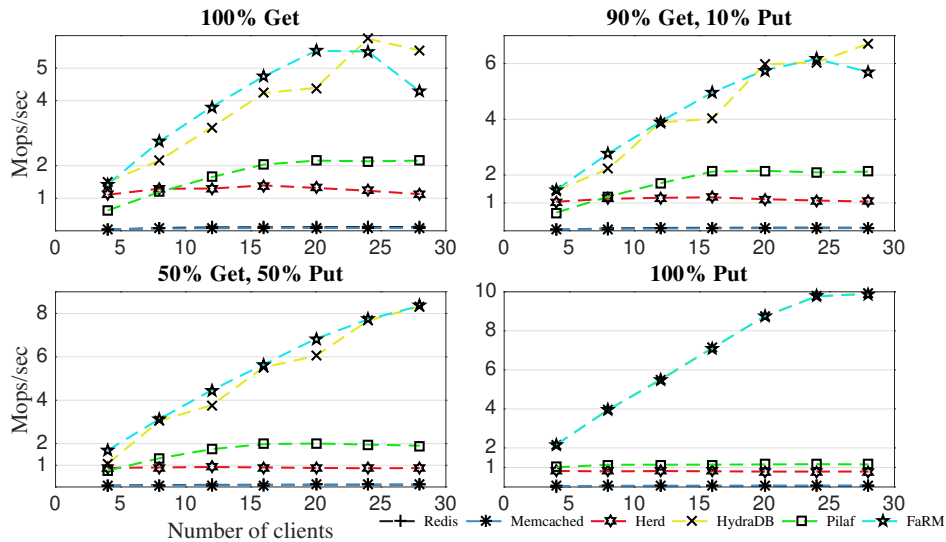 100% Get
90% Get, 10% Put
Mops/sec
5
4
2
1
0 5 10 15 20 25 30
6
4
2
1
0 5 10 15 20 25 30
50% Get, 50% Put
100% Put
Mops/sec
8
6
4
2
1
0 5 10 15 20 25 30
10
8
6
4
2
1
0 5 10 15 20 25 30
Number of clients
Redis Memcached Herd HydraDB Pilaf FaRM